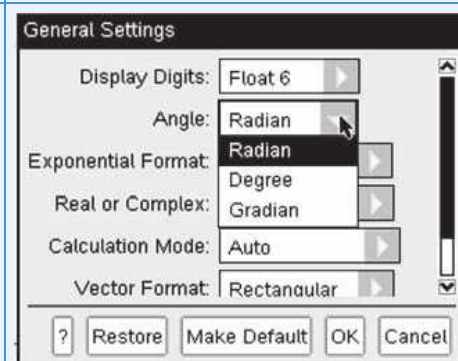 General Settings
Display Digits: Float 6
Angle: Radian
Radian
Exponential Format:
Degree
Real or Complex:
Gradian
Calculation Mode: Auto
Vector Format: Rectangular
? Restore Make Default OK Cancel